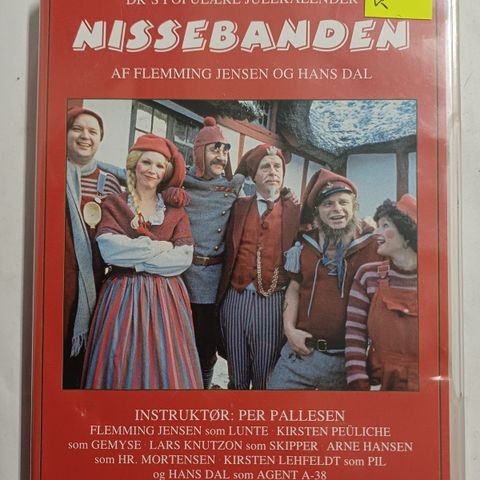 DR'S POPULÆRE JULEKALENDER
NISSEBANDEN
AF FLEMMING JENSEN OG HANS DAL
INSTRUKTØR: PER PALLESEN
FLEMMING JENSEN som LUNTE · KIRSTEN PEÜLICHE
som GEMYSE · LARS KNUTZON som SKIPPER · ARNE HANSEN
som HR. MORTENSEN · KIRSTEN LEHFELDT som PIL
og HANS DAL som AGENT A-38